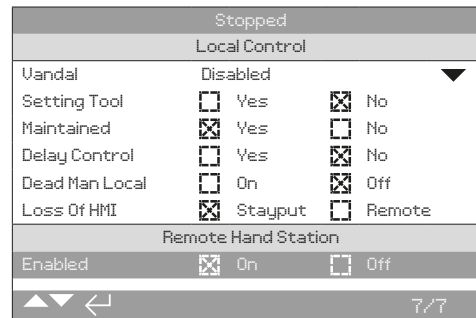 Stopped
Local Control
Vandal Disabled
Setting Tool Yes No
Maintained Yes No
Delay Control Yes No
Dead Man Local On Off
Loss Of HMI Stayput Remote
Remote Hand Station
Enabled On Off
7/7